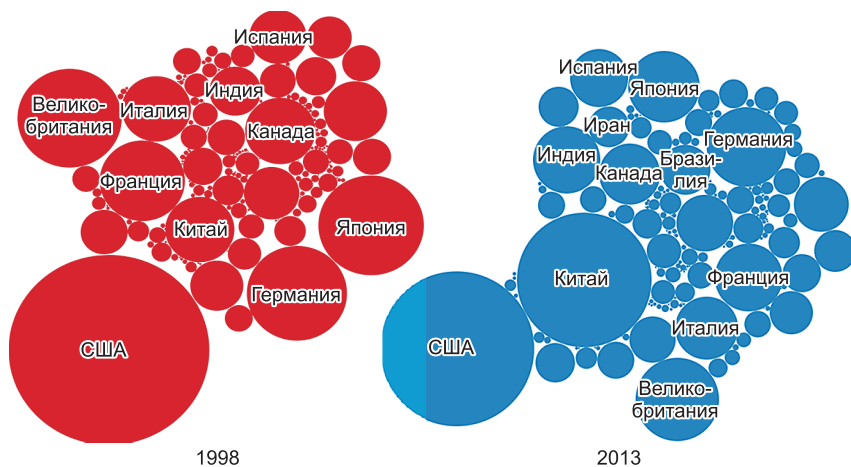 Испания
Индия
Велико-
британия
Италия
Канада
Франция
Китай
Япония
Германия
США
1998
Испания
Япония
Иран
Германия
Индия
Канада
Брази-
лия
Китай
Франция
США
Италия
Велико-
британия
2013